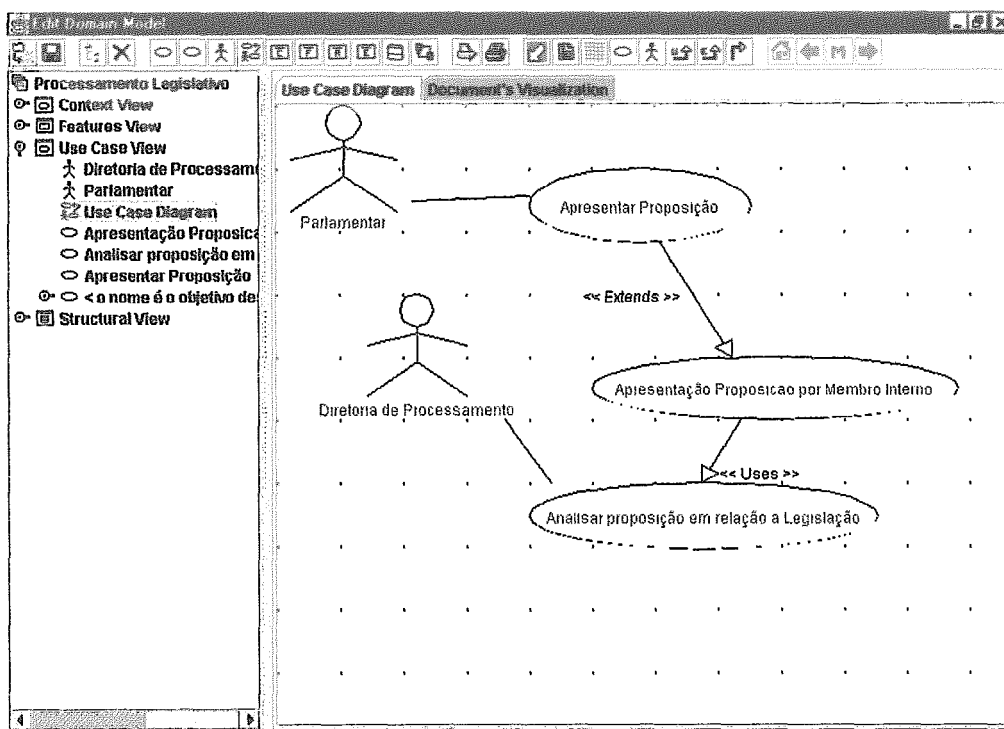 Edit Domain Model
Processamento Legislativo
Context View
Features View
Use Case View
Diretoria de Processam
Parlamentar
Use Case Diagram
Apresentação Proposica
Analisar proposição em
Apresentar Proposição
< o nome é o objetivo de
Structural View
Use Case Diagram Document's Visualization
Parlamentar
Apresentar Proposição
<< Extends >>
Diretoria de Processamento
Apresentação Proposicao por Membro Interno
<< Uses >>
Analisar proposição em relação a Legislação